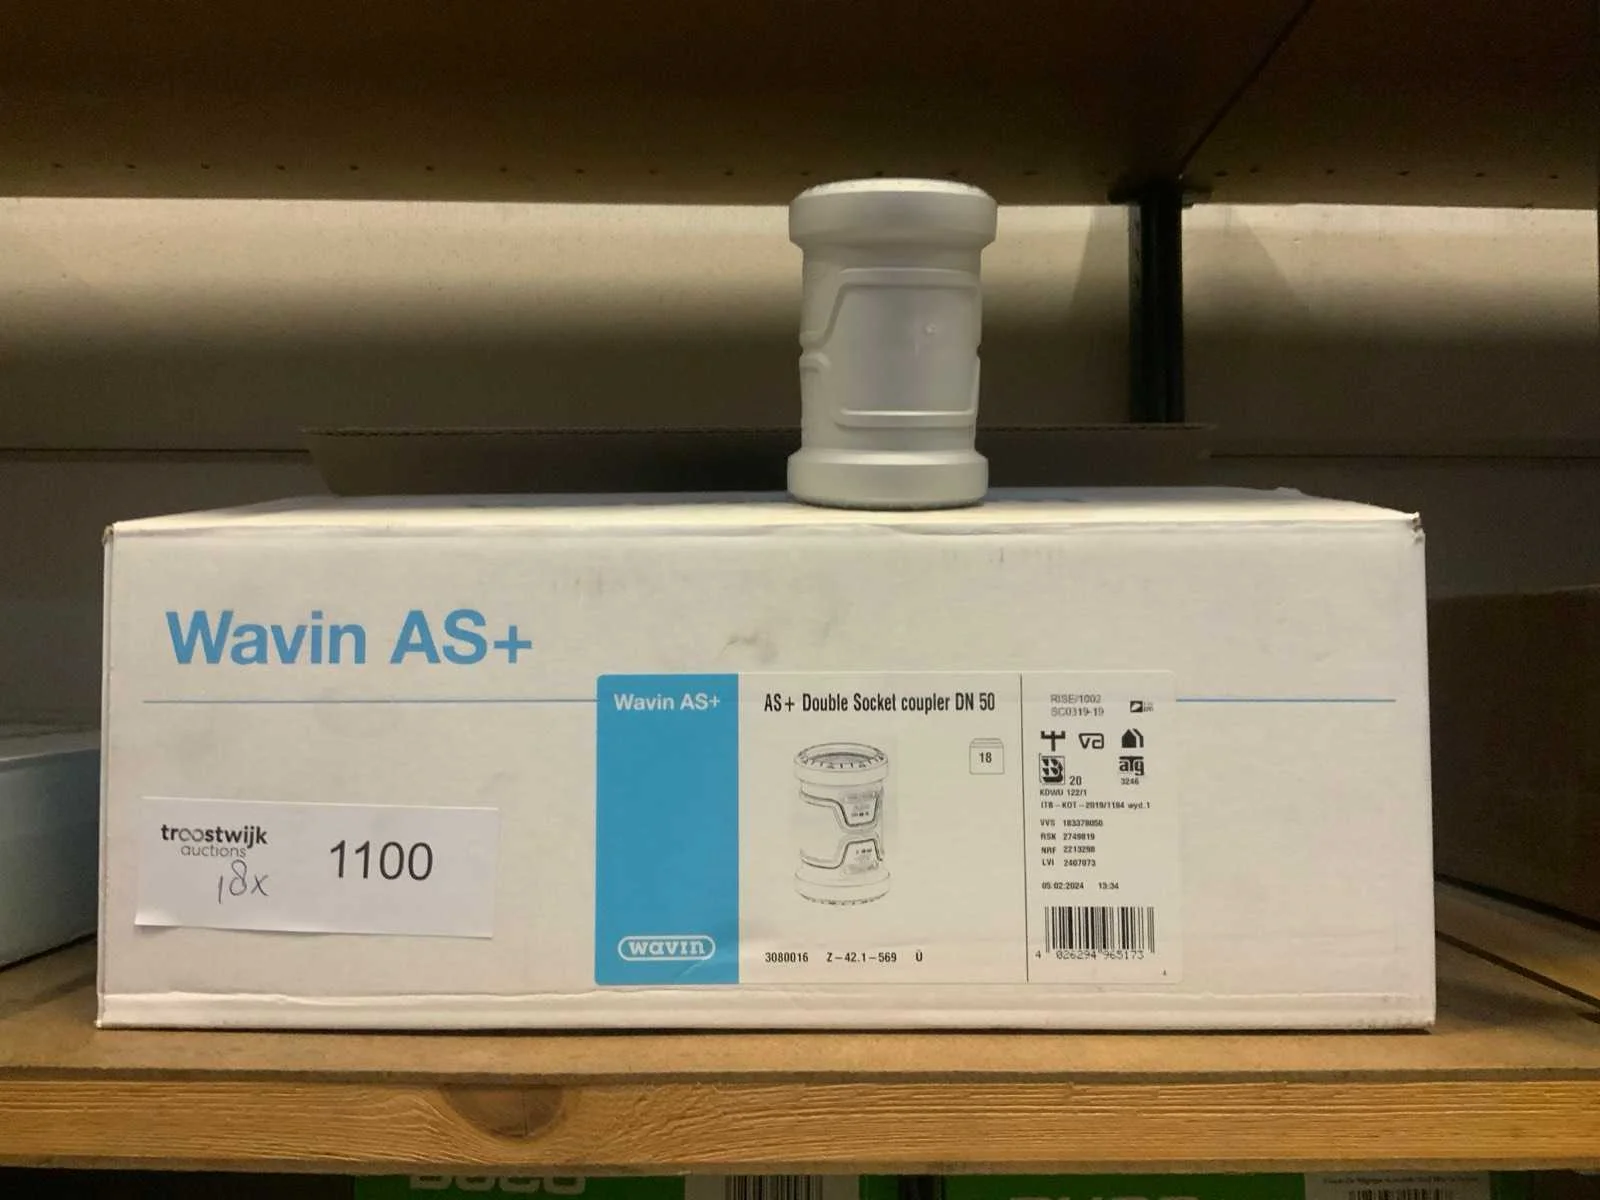 Wavin AS+
Wavin AS+
AS+ Double Socket coupler DN 50
18
RISE/1002
SC0319-19
va
20
atg
3246
KDWU 122/1
ITB-KOT-2019/1184 wyd.1
VVS 183378050
RSK 2749819
NRF 2213298
LVI 2407073
05.02.2024 13:34
4 026294 965173
wavin
3080016 Z-42.1-569 Ü
troostwijk
auctions
18x
1100